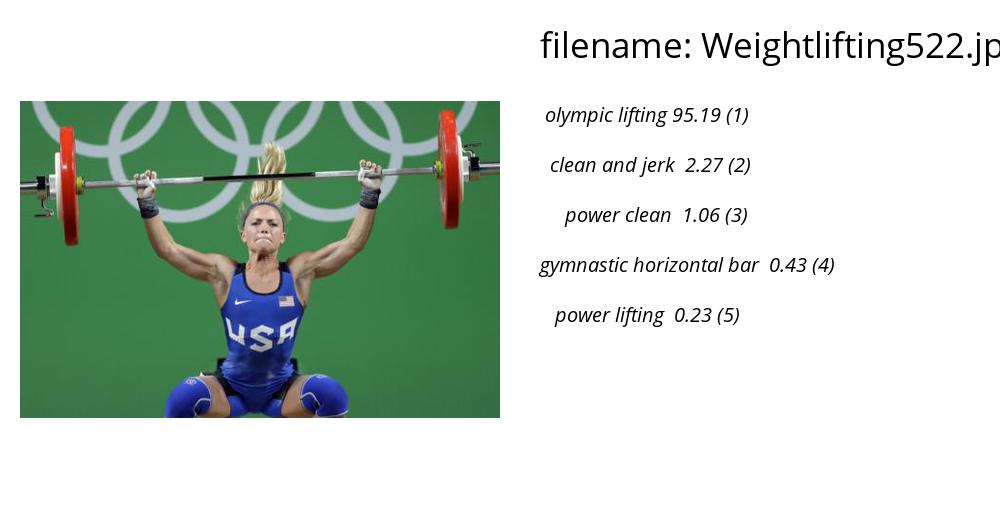 filename: Weightlifting522.jp
olympic lifting 95.19 (1)
clean and jerk 2.27 (2)
power clean 1.06 (3)
gymnastic horizontal bar 0.43 (4)
power lifting 0.23 (5)
USA